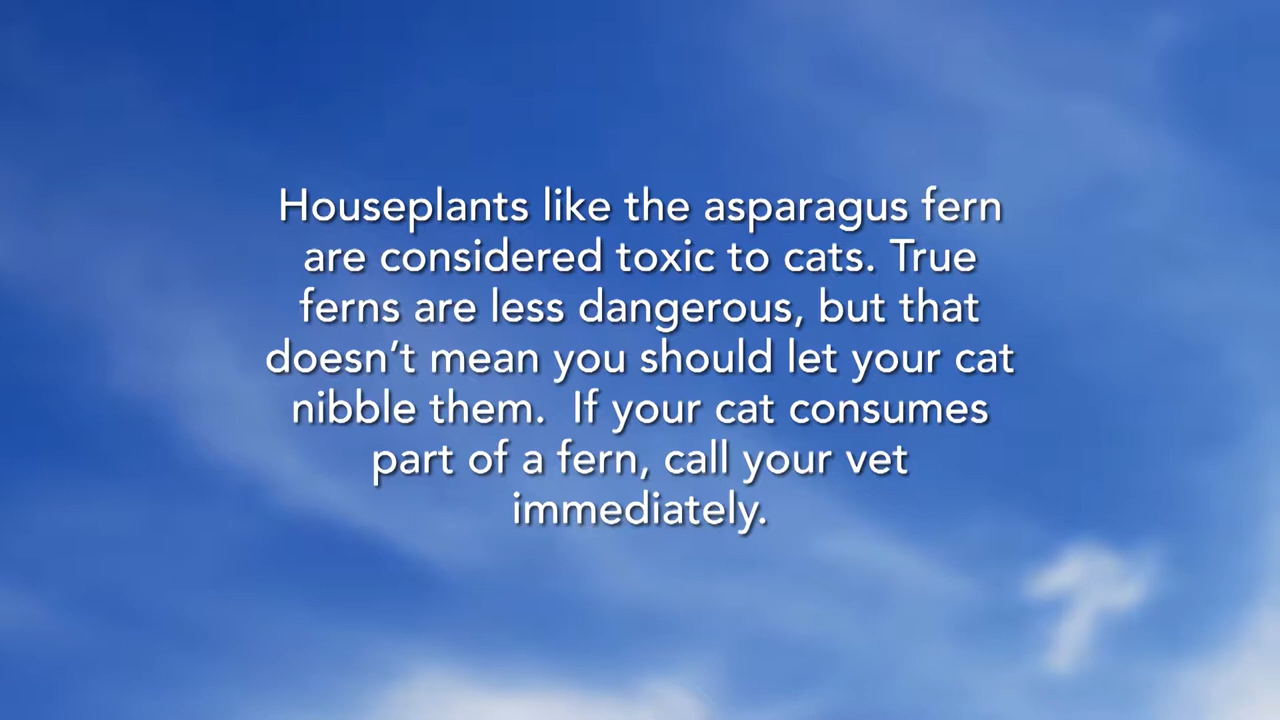 Houseplants like the asparagus fern
are considered toxic to cats. True
ferns are less dangerous, but that
doesn’t mean you should let your cat
nibble them.  If your cat consumes
part of a fern, call your vet
immediately.